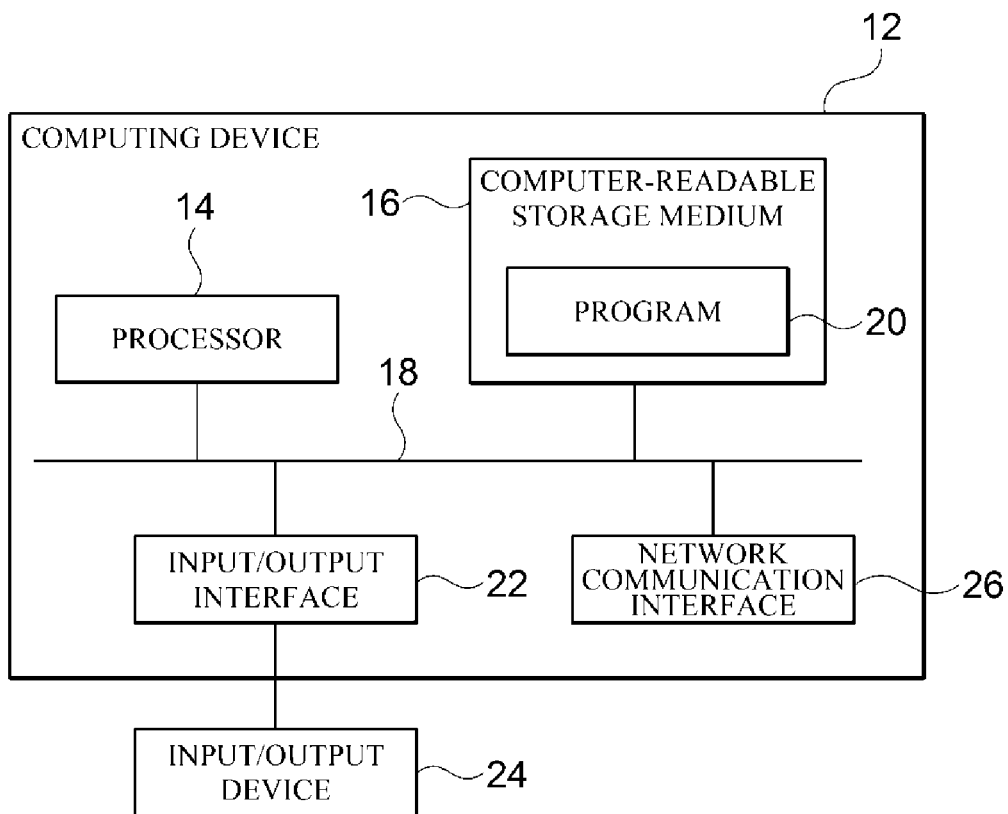 12
COMPUTING DEVICE
14
16
COMPUTER-READABLE
STORAGE MEDIUM
PROCESSOR
PROGRAM
20
18
INPUT/OUTPUT
INTERFACE
22
NETWORK
COMMUNICATION
INTERFACE
26
INPUT/OUTPUT
DEVICE
24